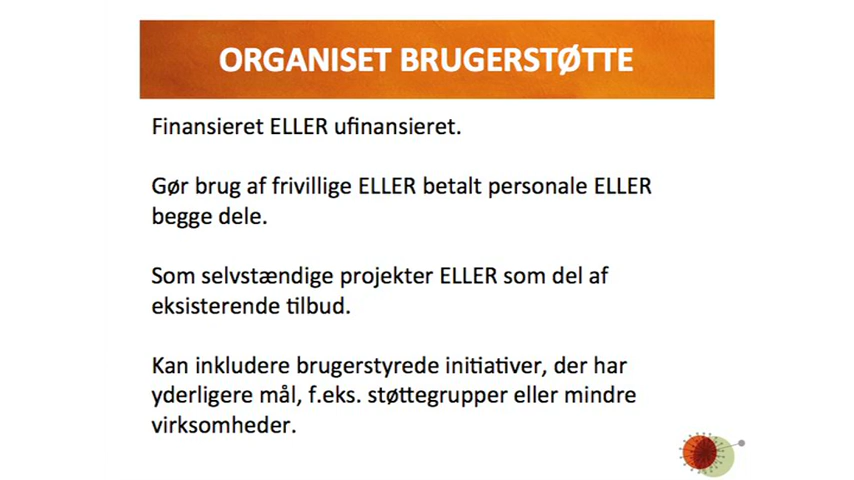 ORGANISET BRUGERSTØTTE
Finansieret ELLER ufinansieret.
Gør brug af frivillige ELLER betalt personale ELLER
begge dele.
Som selvstændige projekter ELLER som del af
eksisterende tilbud.
Kan inkludere brugerstyrede initiativer, der har
yderligere mål, f.eks. støttegrupper eller mindre
virksomheder.